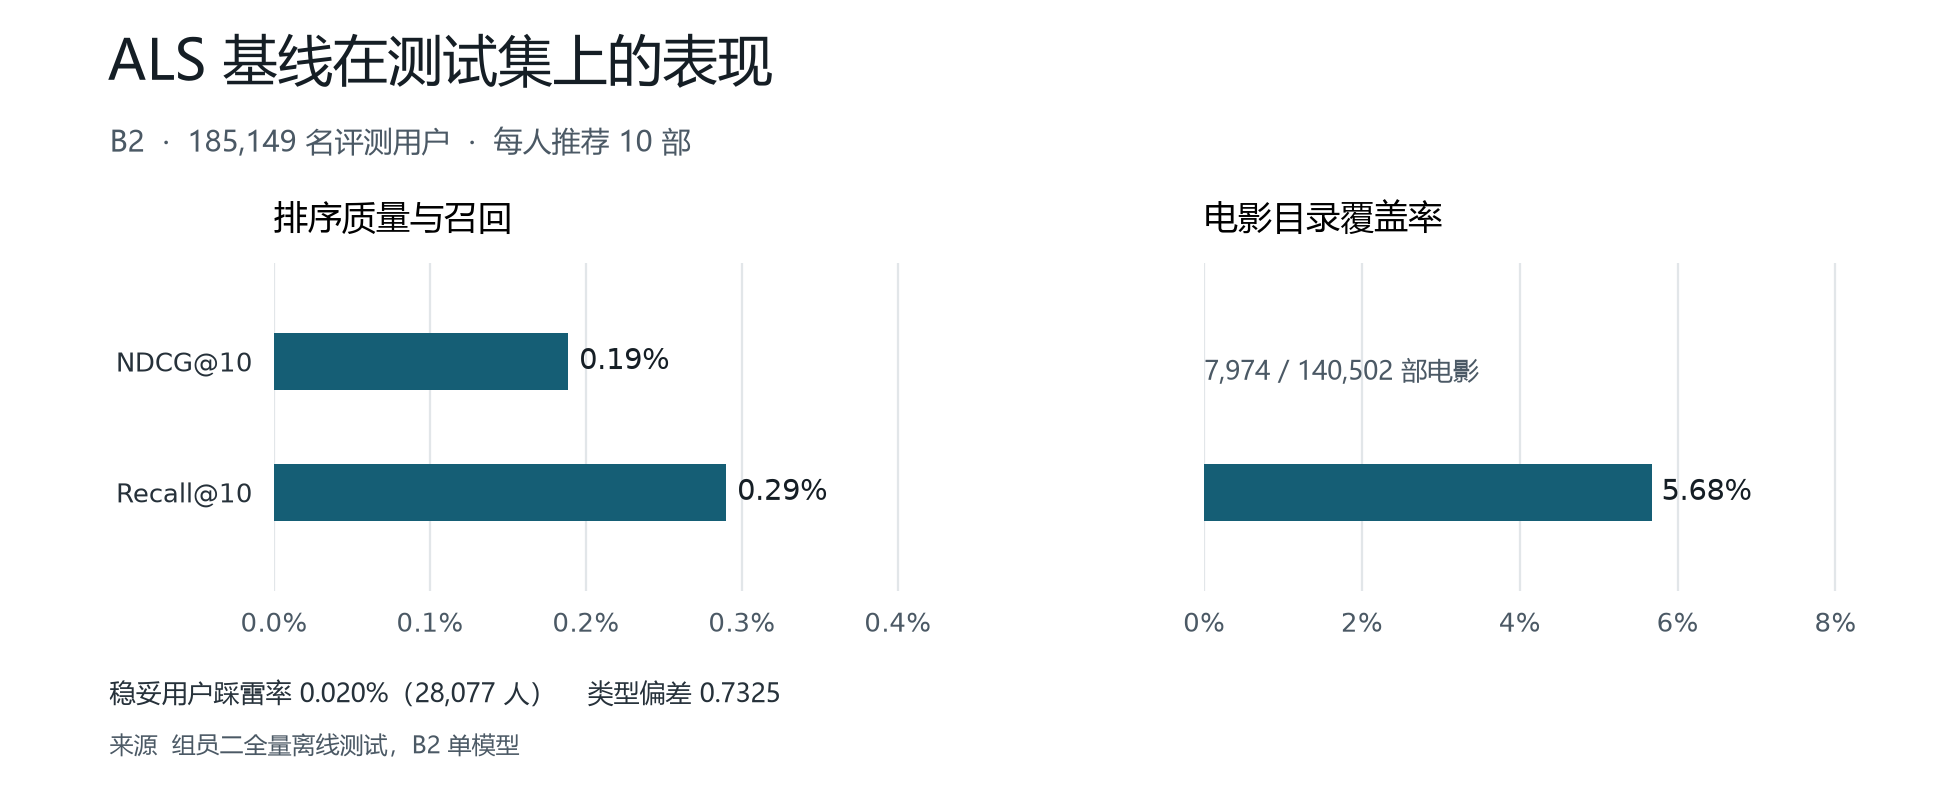 ALS 基线在测试集上的表现
B2 · 185,149 名评测用户 · 每人推荐 10 部
排序质量与召回
NDCG@10
0.19%
Recall@10
0.29%
0.0% 0.1% 0.2% 0.3% 0.4%
电影目录覆盖率
7,974 / 140,502 部电影
5.68%
0% 2% 4% 6% 8%
稳妥用户踩雷率 0.020%（28,077 人） 类型偏差 0.7325
来源 组员二全量离线测试，B2 单模型